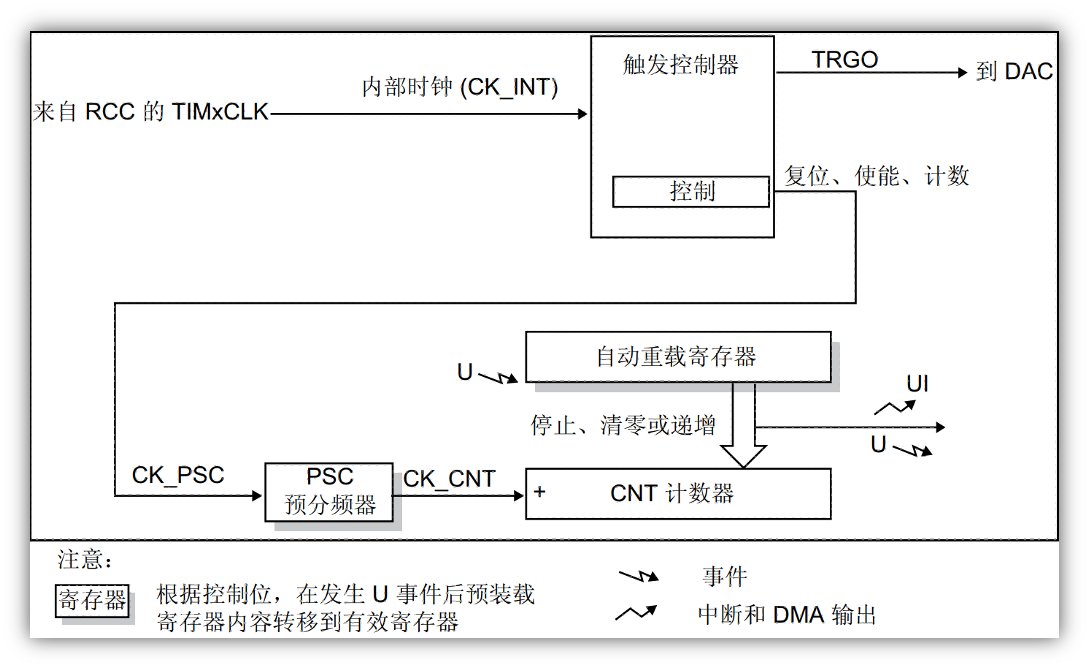 触发控制器
TRGO
到 DAC
内部时钟 (CK_INT)
来自 RCC 的 TIMxCLK
控制
复位、使能、计数
自动重载寄存器
U
UI
停止、清零或递增
U
CK_PSC
PSC
预分频器
CK_CNT
+
CNT 计数器
注意：
寄存器
根据控制位，在发生 U 事件后预装载
寄存器内容转移到有效寄存器
事件
中断和 DMA 输出